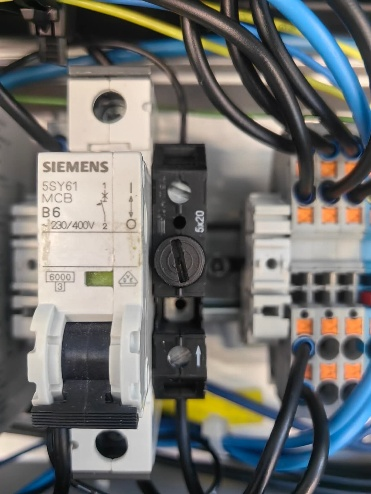 SIEMENS
5SY61
MCB
B6
~230/400V
1
2
I
O
6000
3
5x20